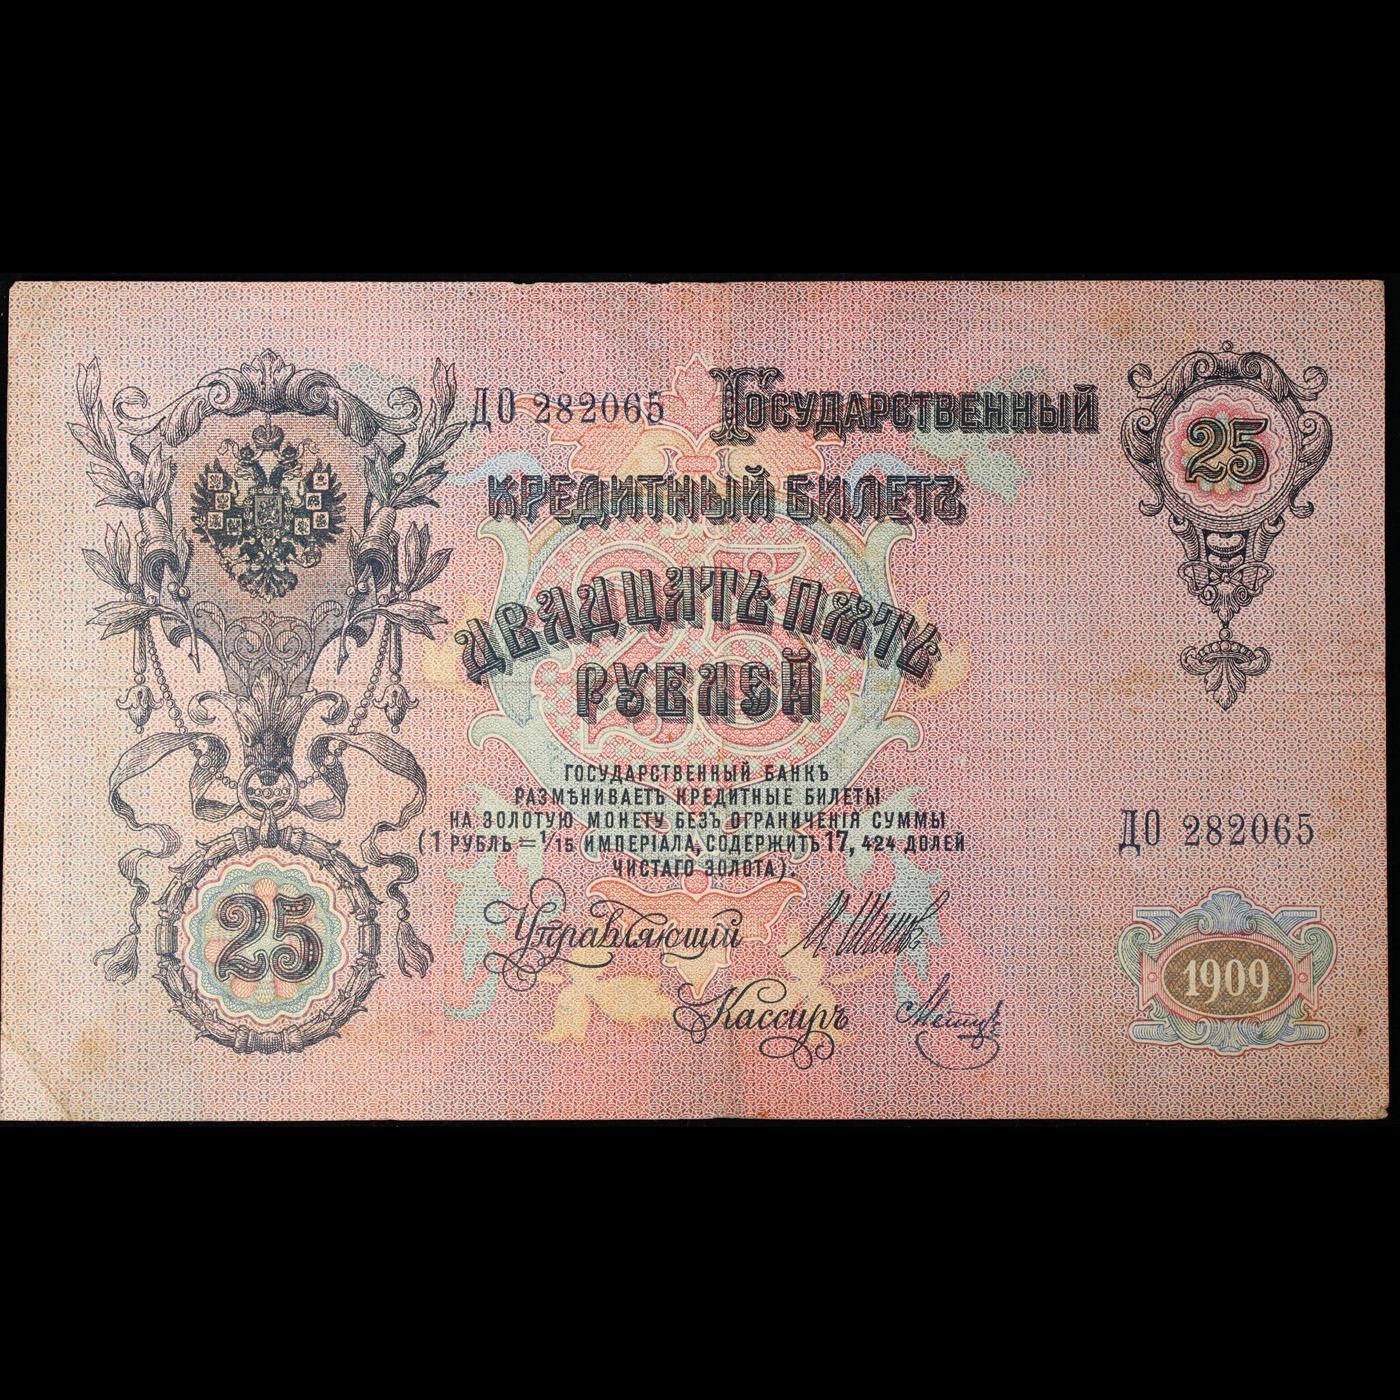 ДО 282065
Государственный
25
кредитный билетъ
двадцать пять
рублей
Государственный Банкъ
размѣниваетъ кредитные билеты
на золотую монету безъ ограниченія суммы
(1 рубль = 1/15 имперіала, содержитъ 17,424 долей
чистаго золота).
ДО 282065
25
Управляющій
Кассиръ
1909